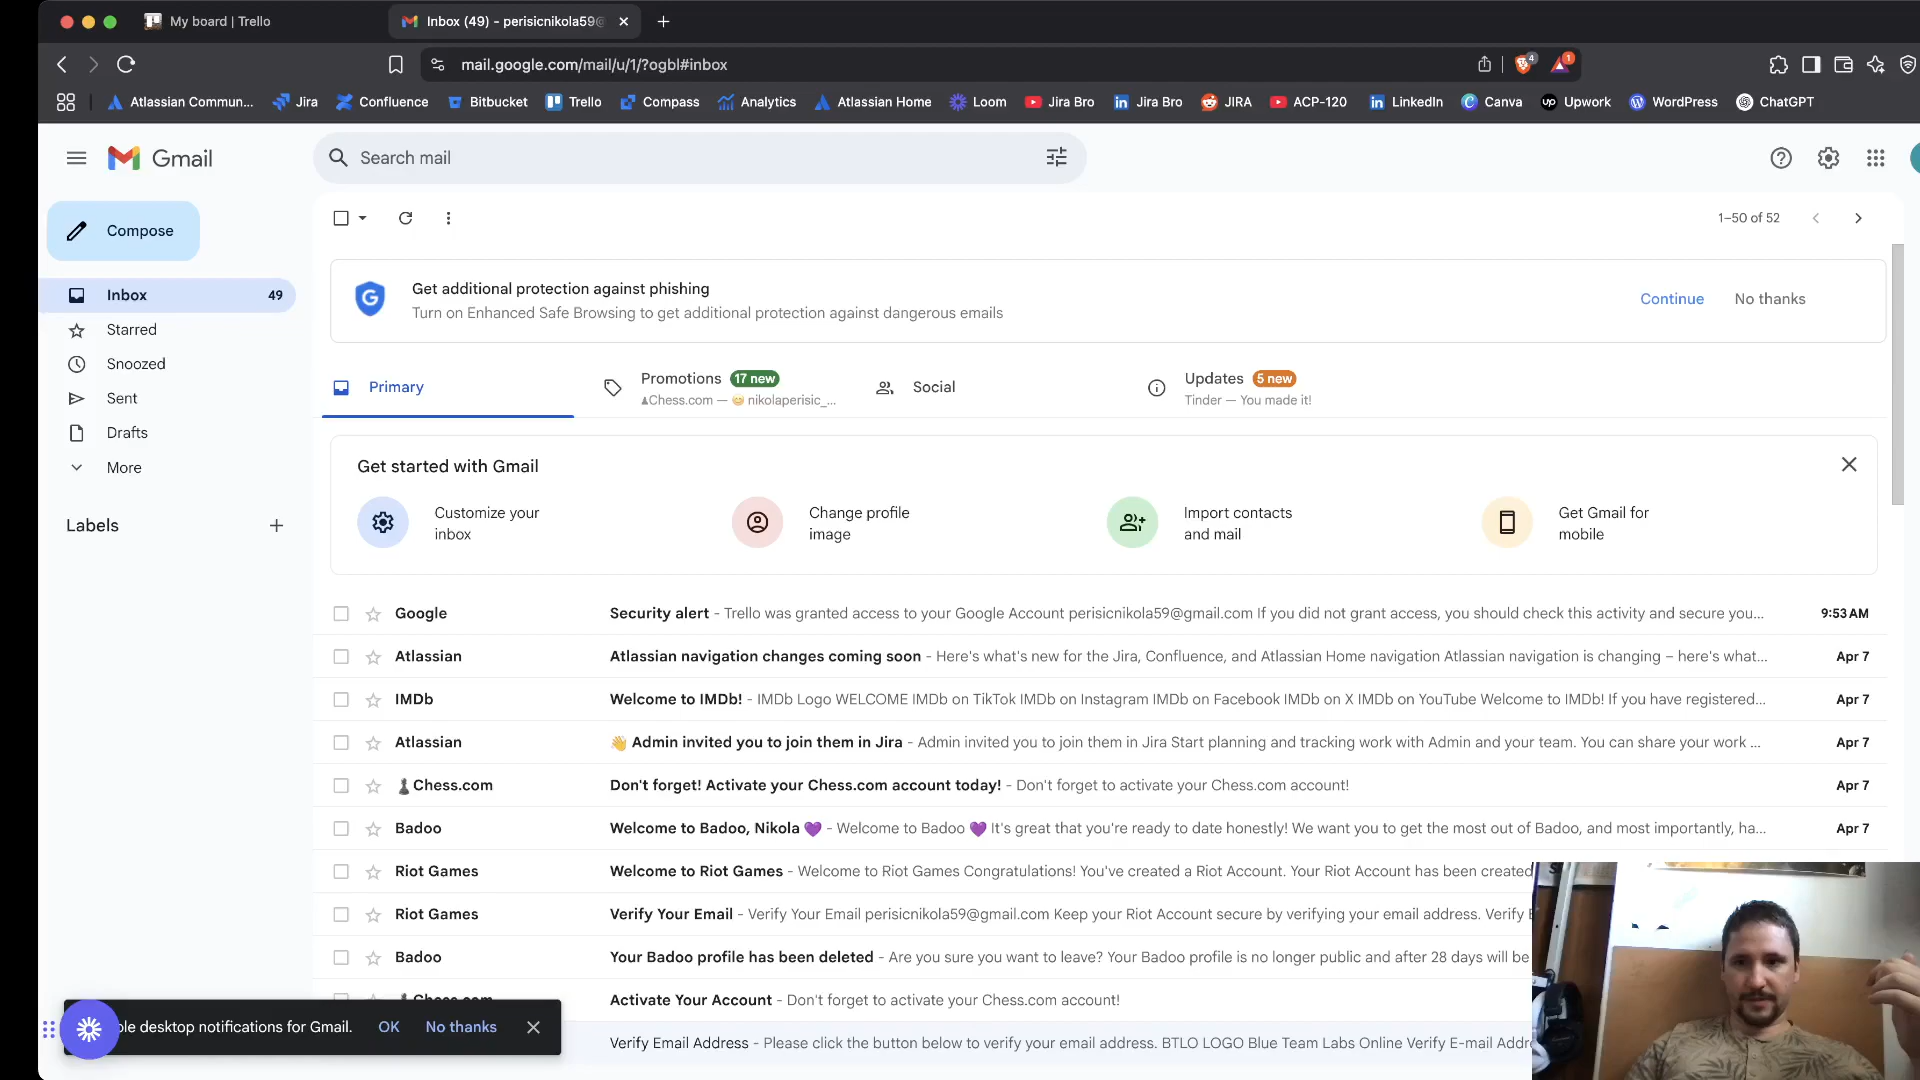 My board | Trello
Inbox (49) - perisicnikola59@
mail.google.com/mail/u/1/?ogbl#inbox
4
1
Atlassian Commun...
Jira
Confluence
Bitbucket
Trello
Compass
Analytics
Atlassian Home
Loom
Jira Bro
Jira Bro
JIRA
ACP-120
LinkedIn
Canva
Upwork
WordPress
ChatGPT
Gmail
Search mail
Compose
1–50 of 52
Inbox 49
Starred
Snoozed
Sent
Drafts
More
Labels
Get additional protection against phishing
Turn on Enhanced Safe Browsing to get additional protection against dangerous emails
Continue
No thanks
Primary
Promotions 17 new
Chess.com — 😄 nikolaperisic_...
Social
Updates 5 new
Tinder — You made it!
Get started with Gmail
Customize your
inbox
Change profile
image
Import contacts
and mail
Get Gmail for
mobile
Google Security alert - Trello was granted access to your Google Account perisicnikola59@gmail.com If you did not grant access, you should check this activity and secure you... 9:53 AM
Atlassian Atlassian navigation changes coming soon - Here's what's new for the Jira, Confluence, and Atlassian Home navigation Atlassian navigation is changing – here's what... Apr 7
IMDb Welcome to IMDb! - IMDb Logo WELCOME IMDb on TikTok IMDb on Instagram IMDb on Facebook IMDb on X IMDb on YouTube Welcome to IMDb! If you have registered... Apr 7
Atlassian 👋 Admin invited you to join them in Jira - Admin invited you to join them in Jira Start planning and tracking work with Admin and your team. You can share your work ... Apr 7
♟Chess.com Don't forget! Activate your Chess.com account today! - Don't forget to activate your Chess.com account! Apr 7
Badoo Welcome to Badoo, Nikola 💜 - Welcome to Badoo 💜 It's great that you're ready to date honestly! We want you to get the most out of Badoo, and most importantly, ha... Apr 7
Riot Games Welcome to Riot Games - Welcome to Riot Games Congratulations! You've created a Riot Account. Your Riot Account has been created
Riot Games Verify Your Email - Verify Your Email perisicnikola59@gmail.com Keep your Riot Account secure by verifying your email address. Verify
Badoo Your Badoo profile has been deleted - Are you sure you want to leave? Your Badoo profile is no longer public and after 28 days will be
Chess.com Activate Your Account - Don't forget to activate your Chess.com account!
desktop notifications for Gmail. OK No thanks
Verify Email Address - Please click the button below to verify your email address. BTLO LOGO Blue Team Labs Online Verify E-mail